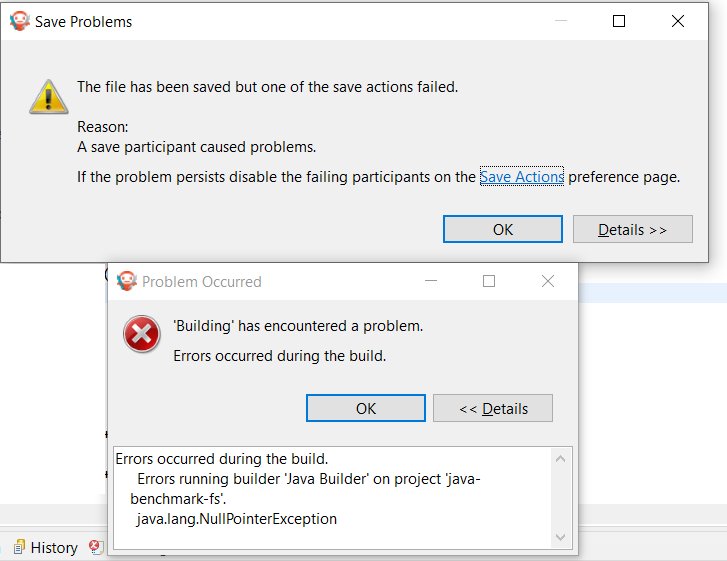 Save Problems
The file has been saved but one of the save actions failed.
Reason:
A save participant caused problems.
If the problem persists disable the failing participants on the Save Actions preference page.
OK
Details >>
Problem Occurred
'Building' has encountered a problem.
Errors occurred during the build.
OK
<< Details
Errors occurred during the build.
Errors running builder 'Java Builder' on project 'java-
benchmark-fs'.
java.lang.NullPointerException
History